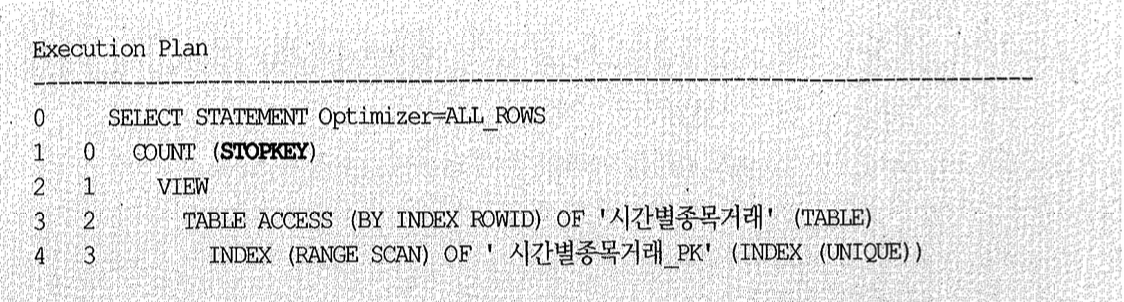 Execution Plan
--------------------------------------------------------------------------------
0 SELECT STATEMENT Optimizer=ALL_ROWS
1 0 COUNT (STOPKEY)
2 1 VIEW
3 2 TABLE ACCESS (BY INDEX ROWID) OF '시간별종목거래' (TABLE)
4 3 INDEX (RANGE SCAN) OF ' 시간별종목거래_PK' (INDEX (UNIQUE))